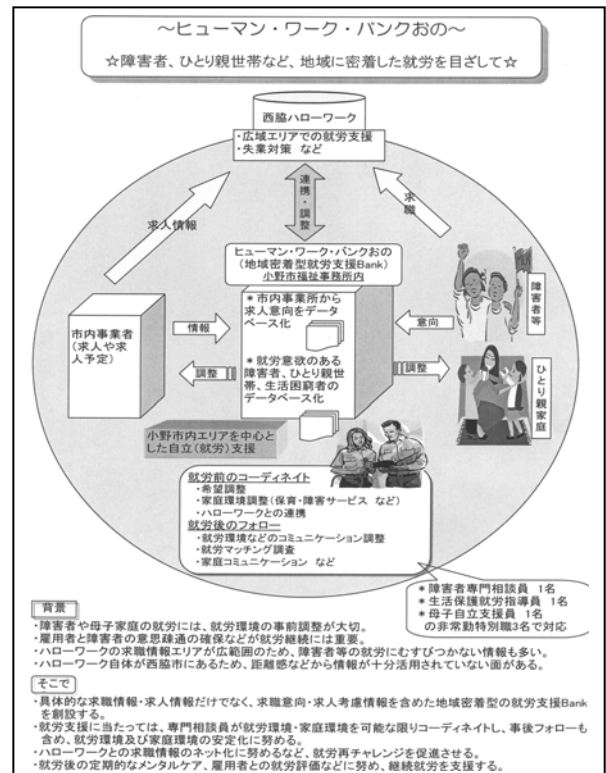 ～ヒューマン・ワーク・バンクおの～
☆障害者、ひとり親世帯など、地域に密着した就労を目ざして☆
西脇ハローワーク
・広域エリアでの就労支援
・失業対策 など
求人情報
連携・調整
求職
ヒューマン・ワーク・バンクおの
（地域密着型就労支援Bank）
小野市福祉事務所内
市内事業者
（求人や求
人予定）
情報
調整
＊市内事業所から
求人意向をデータ
ベース化
＊就労意欲のある
障害者、ひとり親世
帯、生活困窮者の
データベース化
意向
調整
障害者等
ひとり親家庭
小野市内エリアを中心と
した自立（就労）支援
就労前のコーディネイト
・希望調整
・家庭環境調整（保育・障害サービス など）
・ハローワークとの連携
就労後のフォロー
・就労環境などのコミュニケーション調整
・就労マッチング調査
・家庭コミュニケーション など
＊障害者専門相談員 1名
＊生活保護就労指導員 1名
＊母子自立支援員 1名
の非常勤特別職3名で対応
背景
・障害者や母子家庭の就労には、就労環境の事前調整が大切。
・雇用者と障害者の意思疎通の確保などが就労継続には重要。
・ハローワークの求職情報エリアが広範囲のため、障害者等の就労にむすびつかない情報も多い。
・ハローワーク自体が西脇市にあるため、距離感などから情報が十分活用されていない面がある。
そこで
・具体的な求職情報・求人情報だけでなく、求職意向・求人考慮情報を含めた地域密着型の就労支援Bank
を創設する。
・就労支援に当たっては、専門相談員が就労環境・家庭環境を可能な限りコーディネイトし、事後フォローも
含め、就労環境及び家庭環境の安定化に努める。
・ハローワークとの求職情報のネット化に努めるなど、就労再チャレンジを促進させる。
・就労後の定期的なメンタルケア、雇用者との就労評価などに努め、継続就労を支援する。